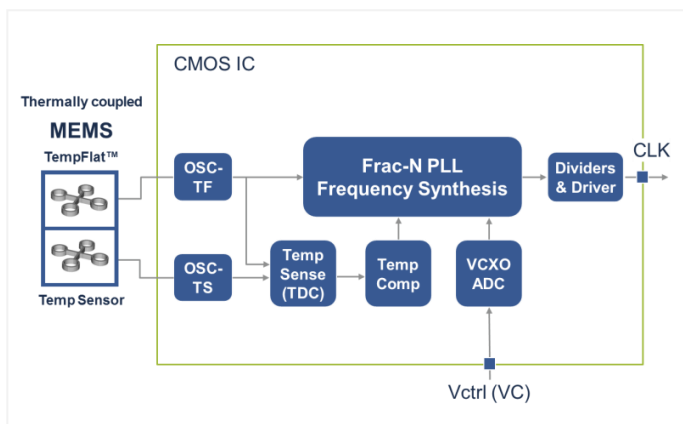 CMOS IC
Thermally coupled
MEMS
TempFlat™
Temp Sensor
OSC-
TF
OSC-
TS
Frac-N PLL
Frequency Synthesis
Dividers
& Driver
CLK
Temp
Sense
(TDC)
Temp
Comp
VCXO
ADC
Vctrl (VC)